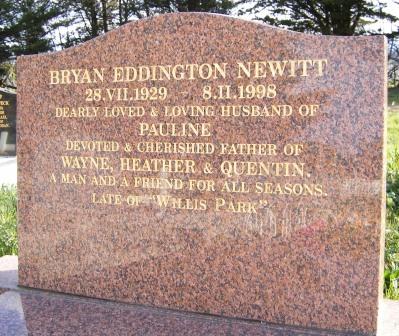 BRYAN EDDINGTON NEWITT
28.VII.1929 - 8.II.1998
DEARLY LOVED & LOVING HUSBAND OF
PAULINE
DEVOTED & CHERISHED FATHER OF
WAYNE, HEATHER & QUENTIN.
A MAN AND A FRIEND FOR ALL SEASONS.
LATE OF "WILLIS PARK"